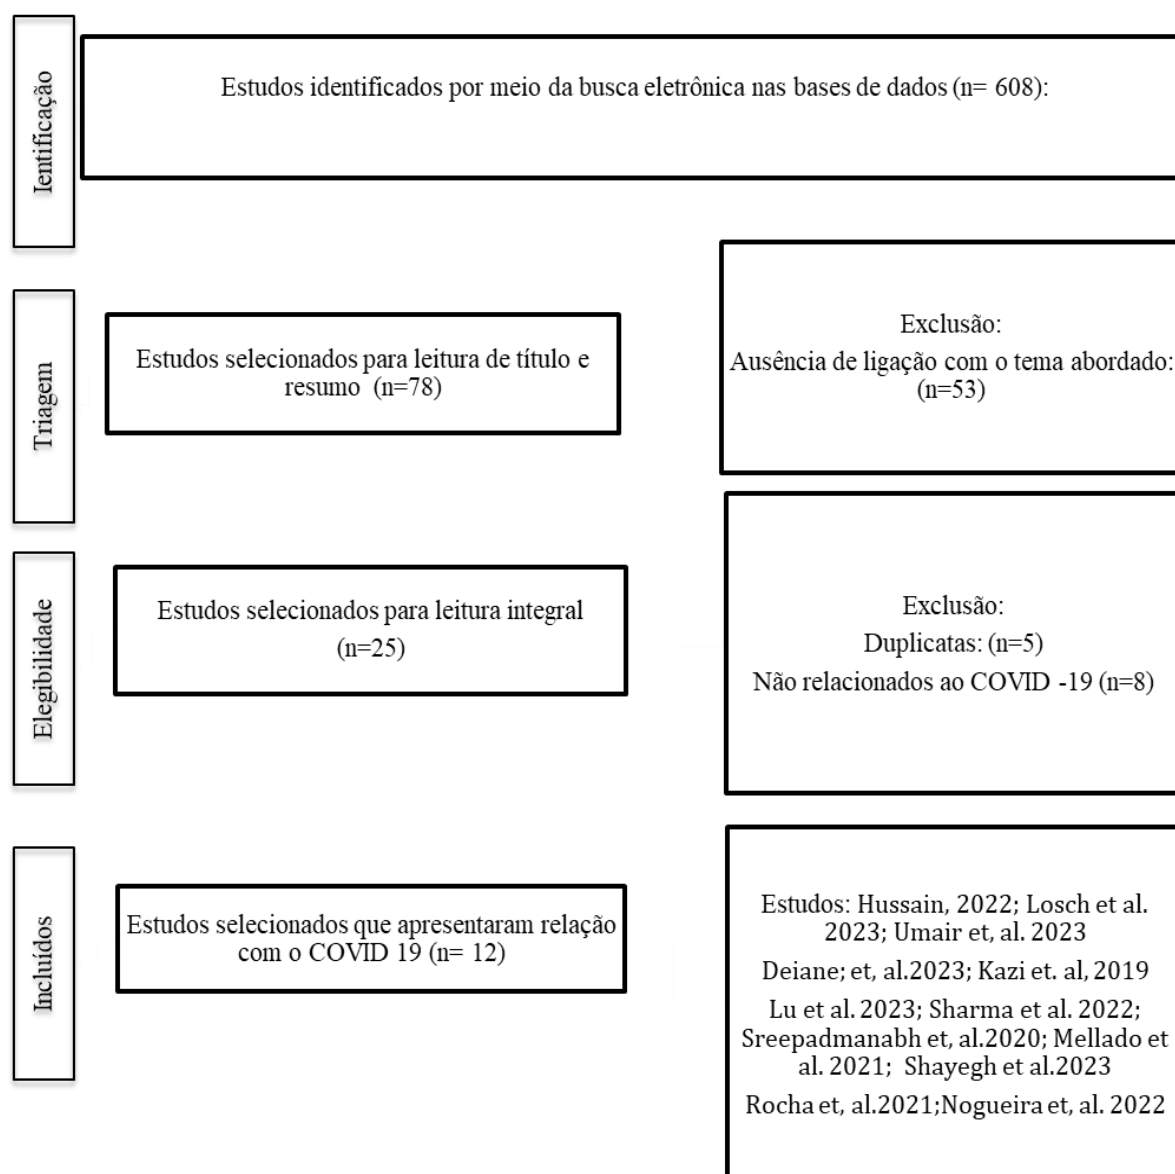 Ientificação
Estudos identificados por meio da busca eletrônica nas bases de dados (n= 608):
Triagem
Estudos selecionados para leitura de título e
resumo (n=78)
Exclusão:
Ausência de ligação com o tema abordado:
(n=53)
Elegibilidade
Estudos selecionados para leitura integral
(n=25)
Exclusão:
Duplicatas: (n=5)
Não relacionados ao COVID -19 (n=8)
Incluídos
Estudos selecionados que apresentaram relação
com o COVID 19 (n= 12)
Estudos: Hussain, 2022; Losch et al.
2023; Umair et, al. 2023
Deiane; et, al.2023; Kazi et. al, 2019
Lu et al. 2023; Sharma et al. 2022;
Sreepadmanabh et, al.2020; Mellado et
al. 2021; Shayegh et al.2023
Rocha et, al.2021;Nogueira et, al. 2022